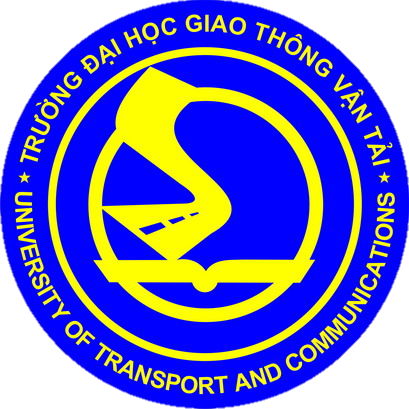 ★ TRƯỜNG ĐẠI HỌC GIAO THÔNG VẬN TẢI ★
UNIVERSITY OF TRANSPORT AND COMMUNICATIONS